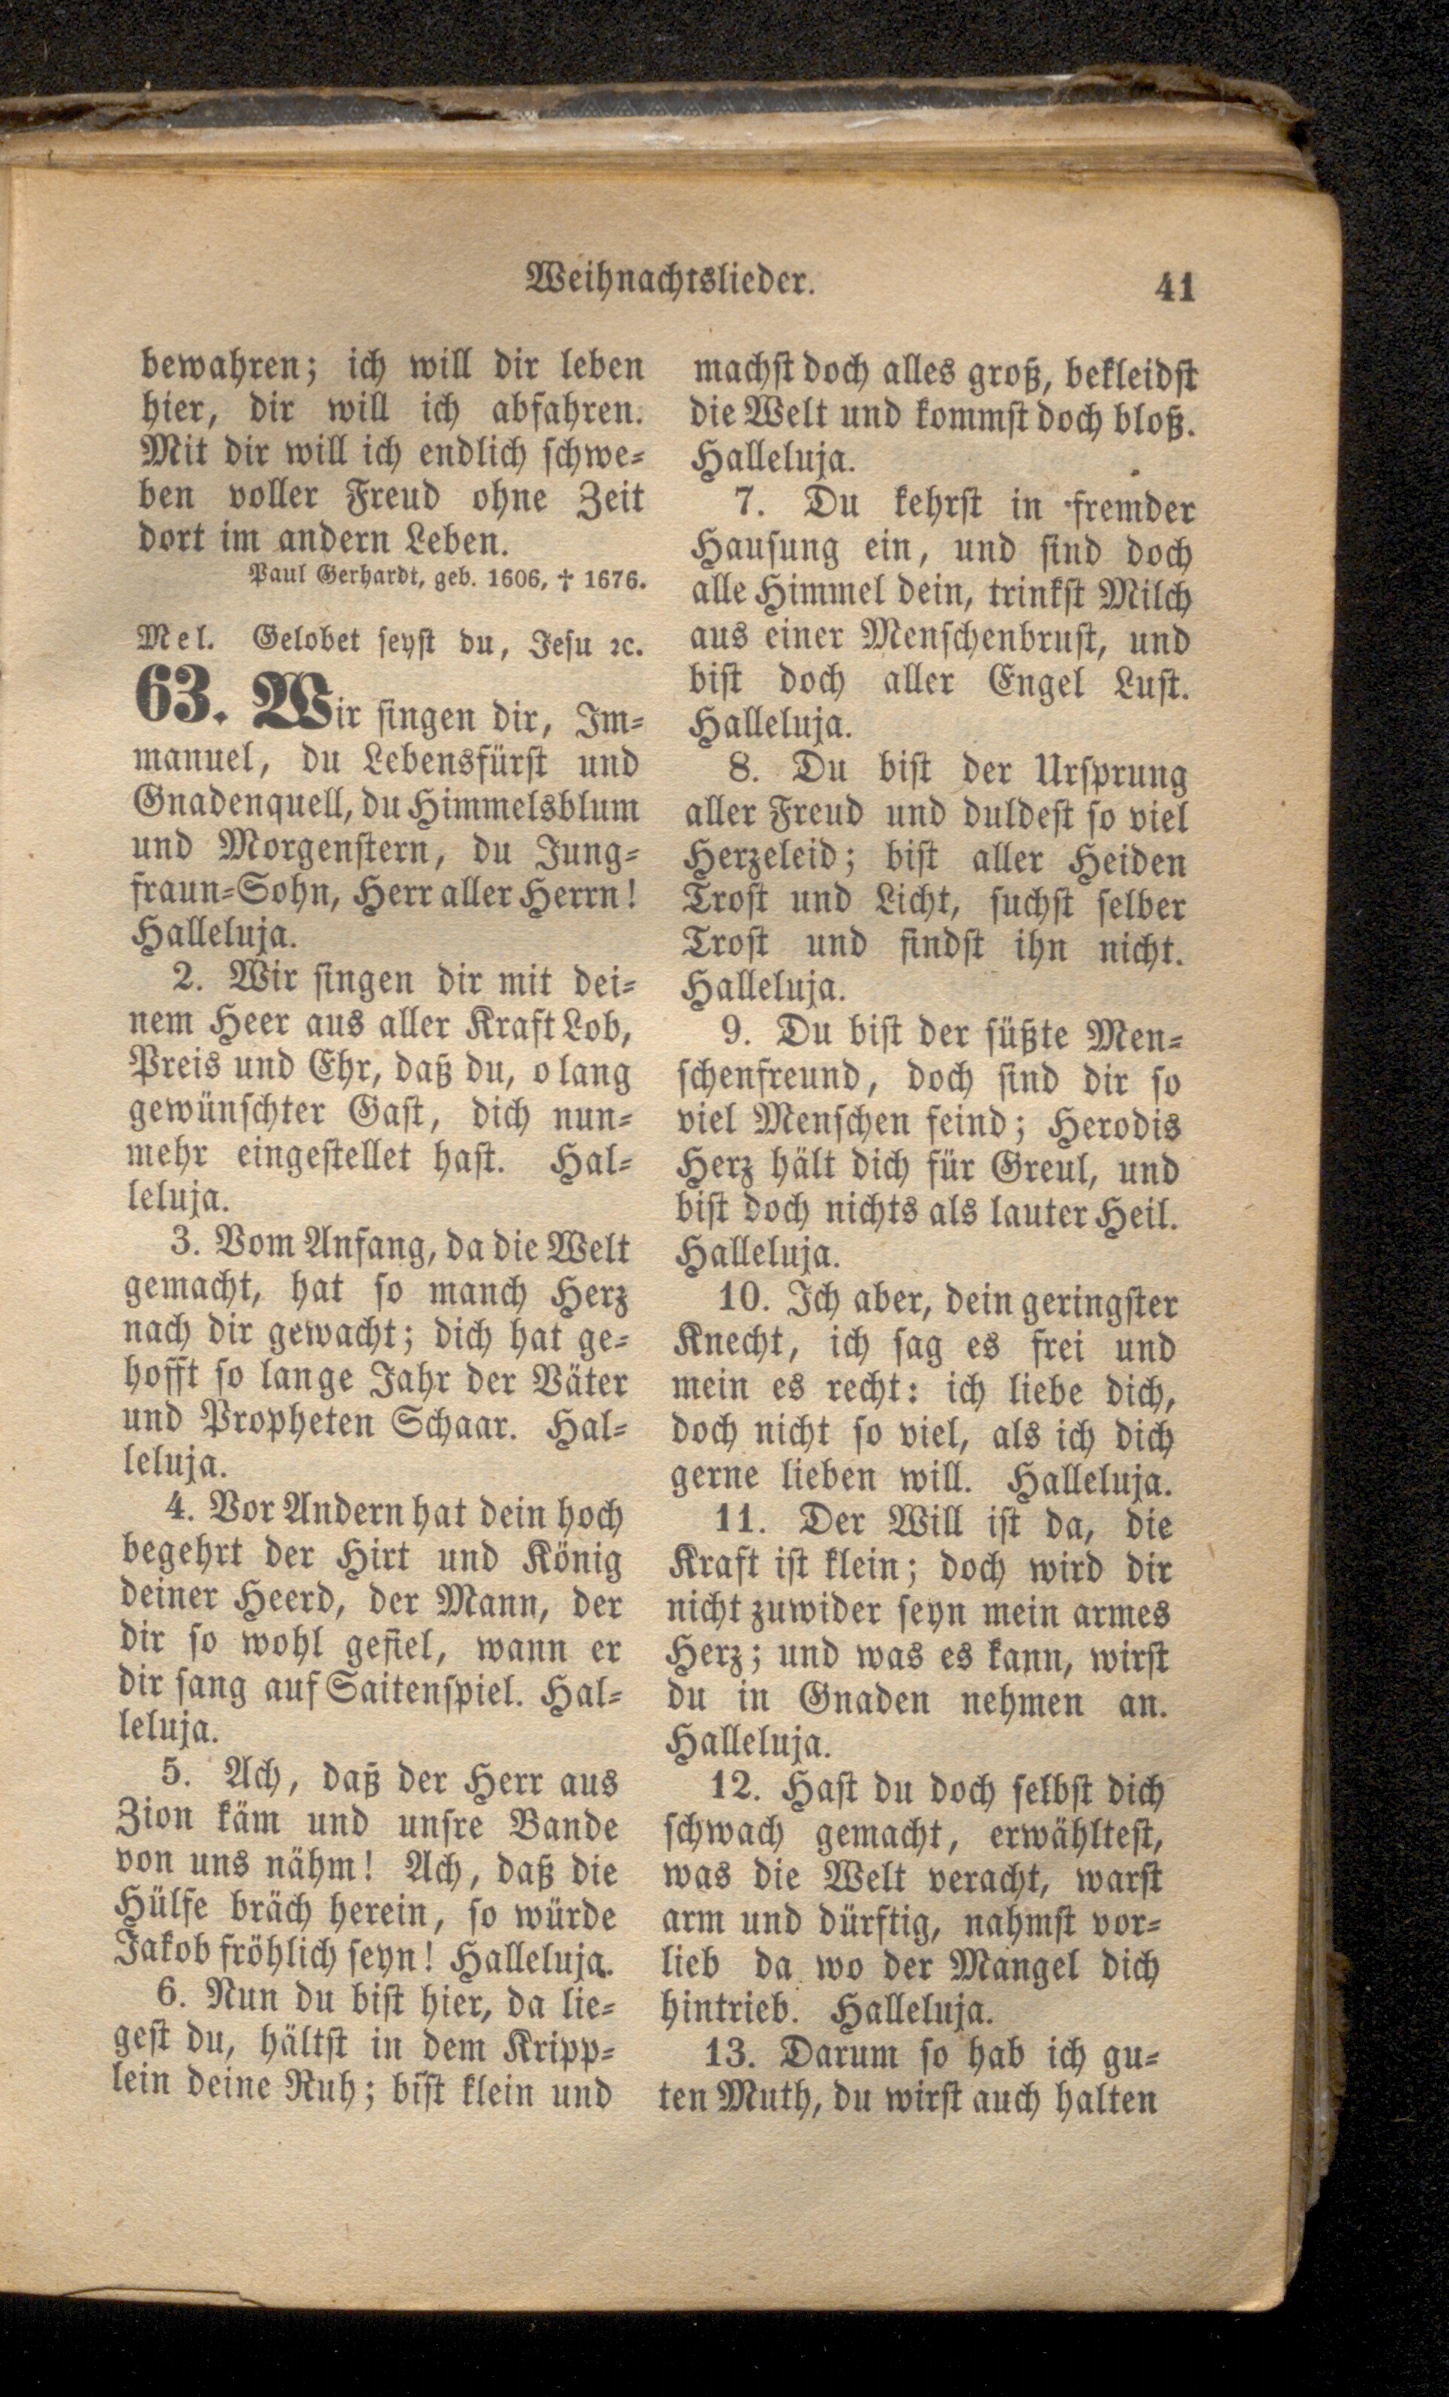 Weihnachtslieder. 41
bewahren; ich will dir leben
hier, dir will ich abfahren.
Mit dir will ich endlich schwe-
ben voller Freud ohne Zeit
dort im andern Leben.
Paul Gerhardt, geb. 1606, † 1676.
Mel. Gelobet seyst du, Jesu ꝛc.
63. Wir singen dir, Im-
manuel, du Lebensfürst und
Gnadenquell, du Himmelsblum
und Morgenstern, du Jung-
fraun-Sohn, Herr aller Herrn!
Halleluja.
2. Wir singen dir mit dei-
nem Heer aus aller Kraft Lob,
Preis und Ehr, daß du, o lang
gewünschter Gast, dich nun-
mehr eingestellet hast. Hal-
leluja.
3. Vom Anfang, da die Welt
gemacht, hat so manch Herz
nach dir gewacht; dich hat ge-
hofft so lange Jahr der Väter
und Propheten Schaar. Hal-
leluja.
4. Vor Andern hat dein hoch
begehrt der Hirt und König
deiner Heerd, der Mann, der
dir so wohl gefiel, wann er
dir sang auf Saitenspiel. Hal-
leluja.
5. Ach, daß der Herr aus
Zion käm und unsre Bande
von uns nähm! Ach, daß die
Hülfe bräch herein, so würde
Jakob fröhlich seyn! Halleluja.
6. Nun du bist hier, da lie-
gest du, hältst in dem Kripp-
lein deine Ruh; bist klein und
machst doch alles groß, bekleidst
die Welt und kommst doch bloß.
Halleluja.
7. Du kehrst in fremder
Hausung ein, und sind doch
alle Himmel dein, trinkst Milch
aus einer Menschenbrust, und
bist doch aller Engel Lust.
Halleluja.
8. Du bist der Ursprung
aller Freud und duldest so viel
Herzeleid; bist aller Heiden
Trost und Licht, suchst selber
Trost und findst ihn nicht.
Halleluja.
9. Du bist der süßte Men-
schenfreund, doch sind dir so
viel Menschen feind; Herodis
Herz hält dich für Greul, und
bist doch nichts als lauter Heil.
Halleluja.
10. Ich aber, dein geringster
Knecht, ich sag es frei und
mein es recht: ich liebe dich,
doch nicht so viel, als ich dich
gerne lieben will. Halleluja.
11. Der Will ist da, die
Kraft ist klein; doch wird dir
nicht zuwider seyn mein armes
Herz; und was es kann, wirst
du in Gnaden nehmen an.
Halleluja.
12. Hast du doch selbst dich
schwach gemacht, erwähltest,
was die Welt veracht, warst
arm und dürftig, nahmst vor-
lieb da wo der Mangel dich
hintrieb. Halleluja.
13. Darum so hab ich gu-
ten Muth, du wirst auch halten